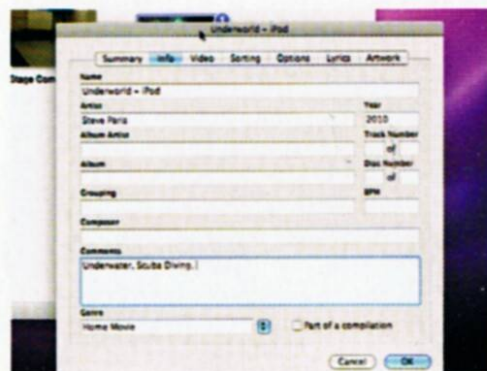 Underworld - iPod
Stage Com
Summary Info Video Sorting Options Lyrics Artwork
Name
Underworld - iPod
Artist Year
Steve Paris 2010
Album Artist Track Number
of
Album Disc Number
of
Grouping BPM
Composer
Comments
Underwater, Scuba Diving,
Genre
Home Movie Part of a compilation
Cancel OK